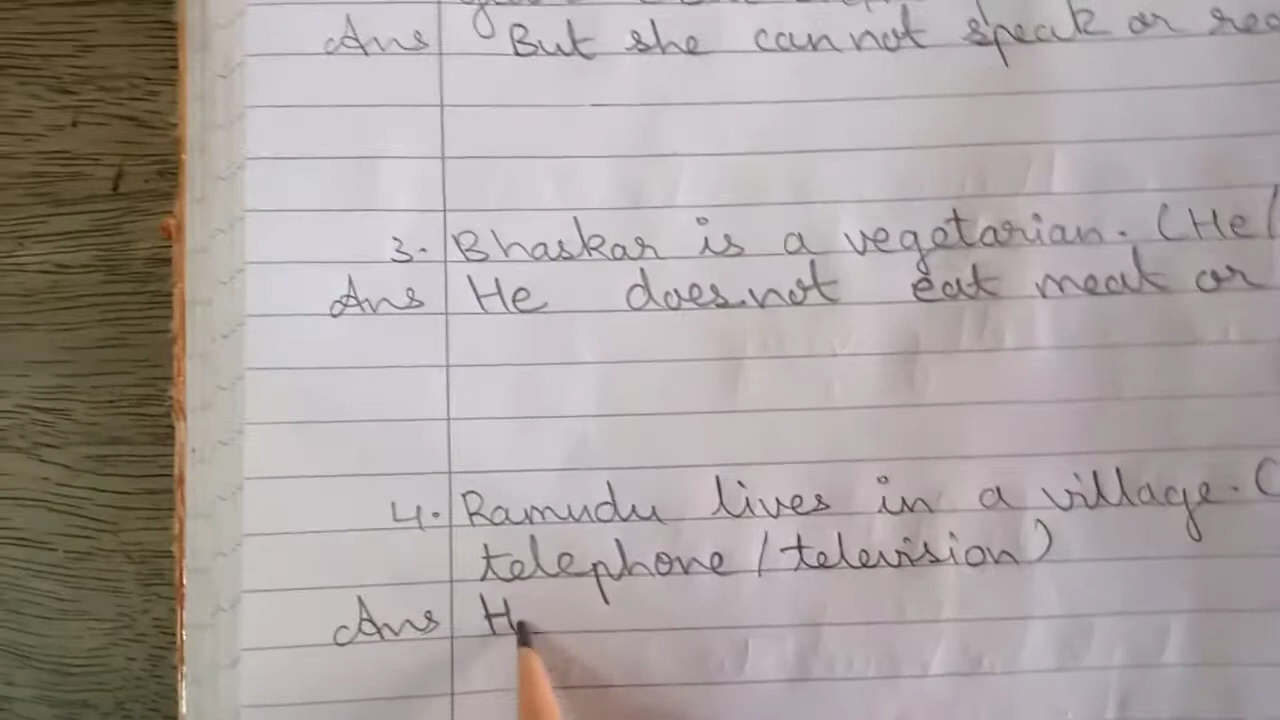 Ans But she cannot speak or
3. Bhaskar is a vegetarian. (He
Ans He does not eat meat or
4. Ramudu lives in a village. (
telephone / television)
Ans H